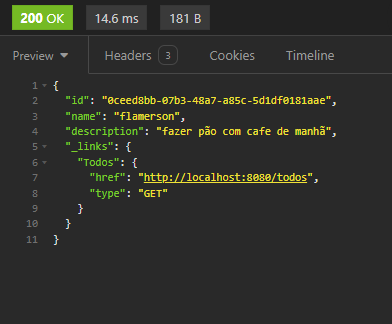 200 OK 14.6 ms 181 B
Preview Headers 3 Cookies Timeline
1 {
2 "id": "0ceed8bb-07b3-48a7-a85c-5d1df0181aae",
3 "name": "flamerson",
4 "description": "fazer pão com cafe de manhã",
5 "_links": {
6 "Todos": {
7 "href": "http://localhost:8080/todos",
8 "type": "GET"
9 }
10 }
11 }